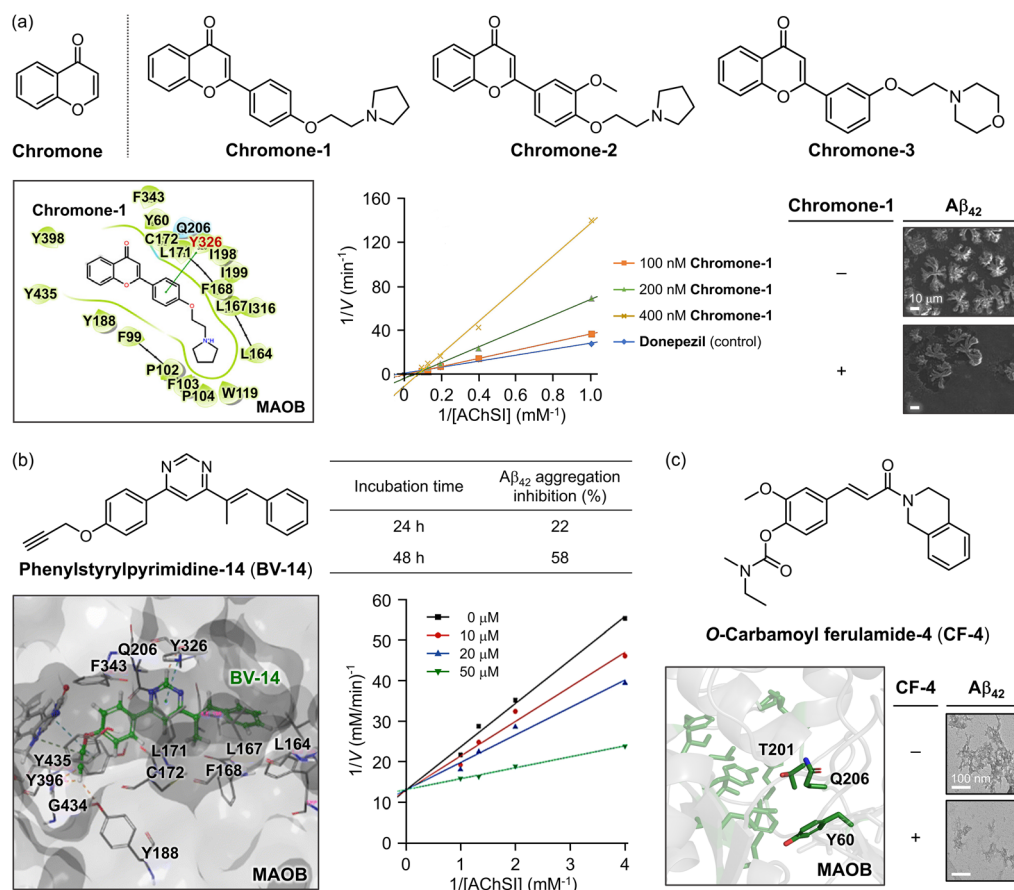 (a)
O
O
Chromone
O
O
O
N
Chromone-1
O
O
O
O
N
Chromone-2
O
O
O
N
O
Chromone-3
Chromone-1
F343
Y60
Q206
Y398
C172
Y326
L171
I198
I199
F168
Y435
L167
I316
Y188
F99
L164
P102
F103
P104
W119
MAOB
O
O
O
NH⁺
1/V (min⁻¹)
160
120
80
40
0
0
0.2
0.4
0.6
0.8
1.0
1/[AChSI] (mM⁻¹)
100 nM Chromone-1
200 nM Chromone-1
400 nM Chromone-1
Donepezil (control)
Chromone-1
Aβ₄₂
–
10 μm
+
(b)
N
N
O
Phenylstyrylpyrimidine-14 (BV-14)
Incubation time
Aβ₄₂ aggregation
inhibition (%)
24 h
22
48 h
58
Q206
Y326
F343
BV-14
L171
L167
L164
Y435
C172
F168
Y396
G434
Y188
MAOB
1/V (mM/min)⁻¹
60
50
40
30
20
10
0
0 μM
10 μM
20 μM
50 μM
0
1
2
3
4
1/[AChSI] (mM⁻¹)
(c)
O
O
N
O
N
O
O-Carbamoyl ferulamide-4 (CF-4)
T201
Q206
Y60
MAOB
CF-4
Aβ₄₂
–
100 nm
+